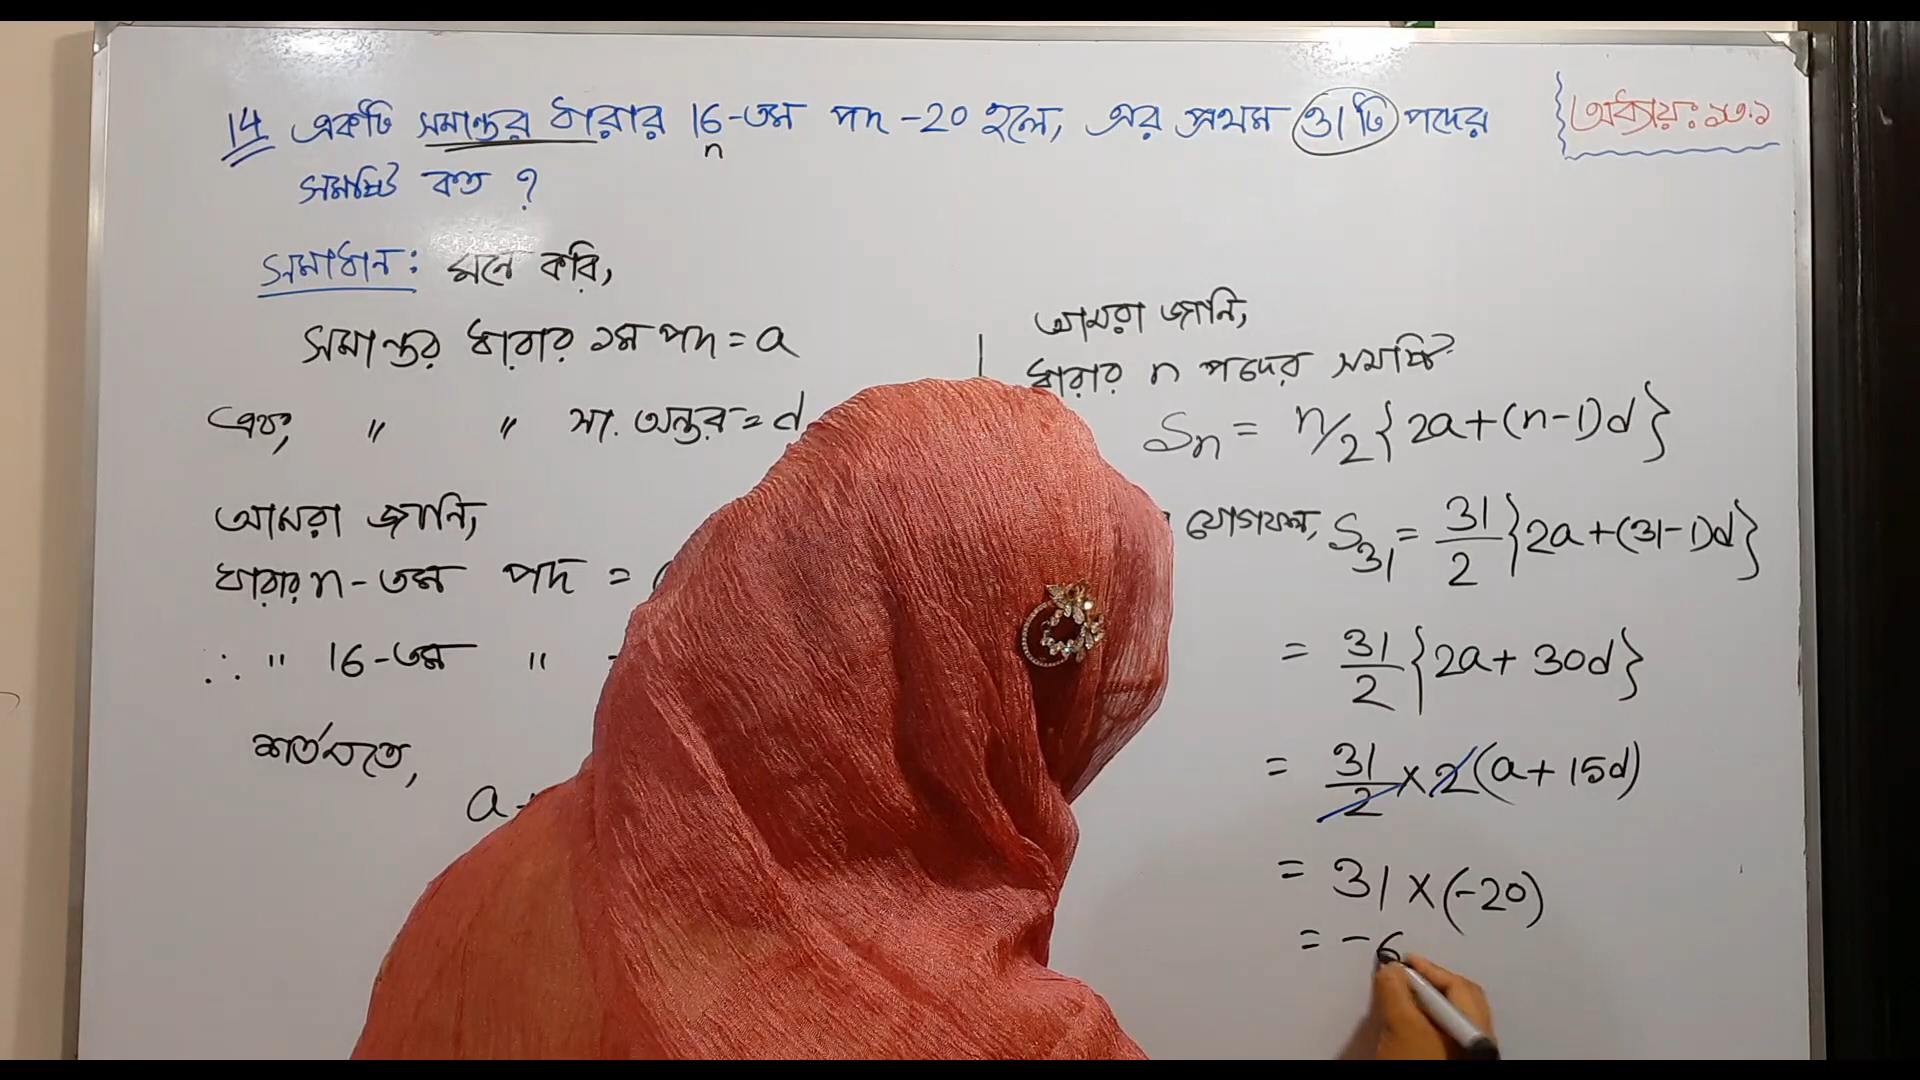 14 একটি সমান্তর ধারার 16-তম পদ -20 হলে, এর প্রথম 31টি পদের
n
সমষ্টি কত ?
অধ্যায়: ১৩.১
সমাধান: মনে করি,
সমান্তর ধারার ১ম পদ = a
এবং, " " সা. অন্তর = d
আমরা জানি,
ধারার n-তম পদ =
∴ " 16-তম "
শর্তমতে,
a
আমরা জানি,
ধারার n পদের সমষ্টি
Sn = n/2 {2a+(n-1)d}
যোগফল, S31 = 31/2 {2a+(31-1)d}
= 31/2 {2a+ 30d}
= 31/2 × 2 (a+ 15d)
= 31 × (-20)
= -6